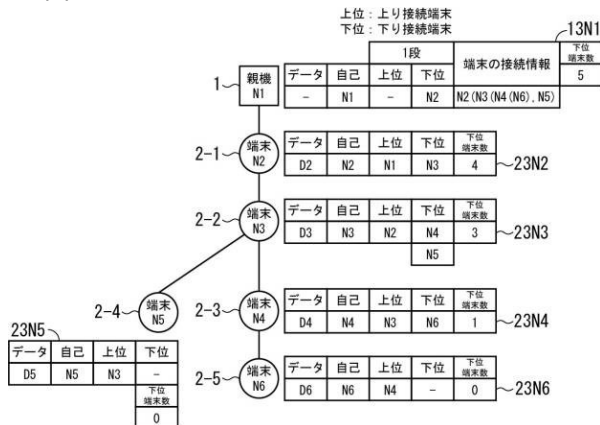 上位：上り接続端末
下位：下り接続端末
13N1
1段
端末の接続情報
下位端末数
データ 自己 上位 下位
5
1
親機
N1
- N1 - N2 N2(N3(N4(N6),N5)
2-1
端末
N2
データ 自己 上位 下位 下位端末数
D2 N2 N1 N3 4
23N2
2-2
端末
N3
データ 自己 上位 下位 下位端末数
D3 N3 N2 N4 3
23N3
N5
2-4
端末
N5
2-3
端末
N4
データ 自己 上位 下位 下位端末数
D4 N4 N3 N6 1
23N4
23N5
データ 自己 上位 下位
D5 N5 N3 -
下位端末数
0
2-5
端末
N6
データ 自己 上位 下位 下位端末数
D6 N6 N4 - 0
23N6